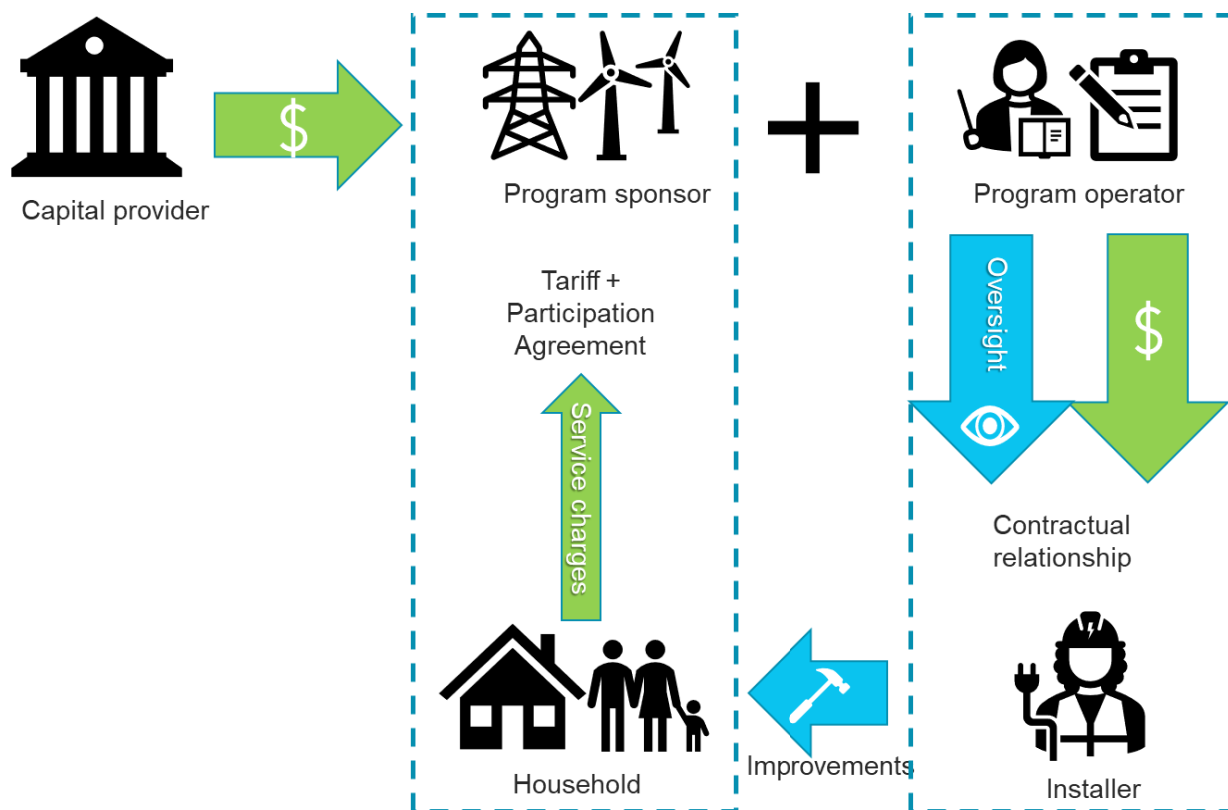 Capital provider
$
Program sponsor
Program operator
Tariff +
Participation
Agreement
Service charges
Household
Oversight
$
Contractual
relationship
Improvements
Installer